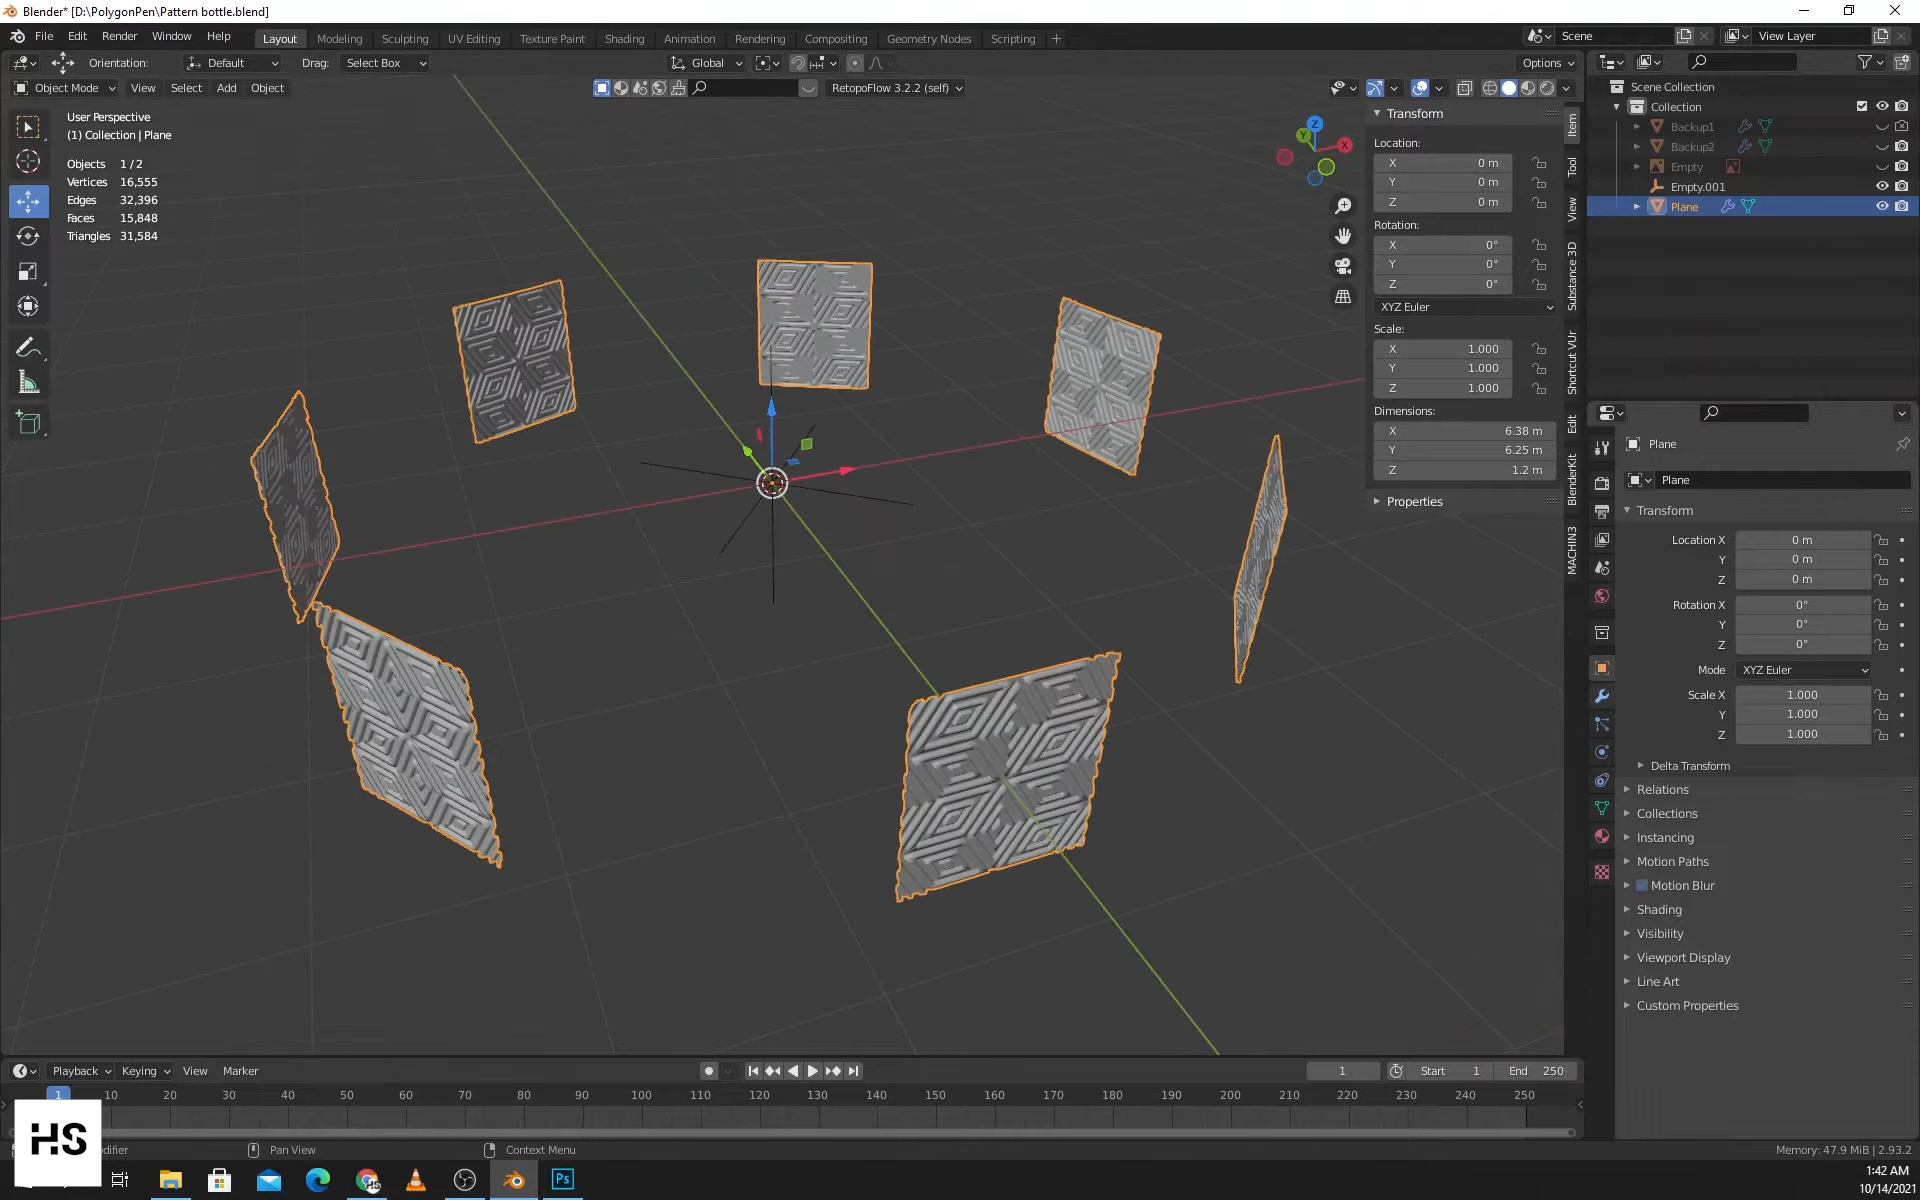 Blender* [D:\PolygonPen\Pattern bottle.blend]
File Edit Render Window Help Layout Modeling Sculpting UV Editing Texture Paint Shading Animation Rendering Compositing Geometry Nodes Scripting + Scene View Layer
Orientation: Default Drag: Select Box Global Options
Object Mode View Select Add Object RetopoFlow 3.2.2 (self)
User Perspective
(1) Collection | Plane
Objects 1 / 2
Vertices 16,555
Edges 32,396
Faces 15,848
Triangles 31,584
Z
Y
X
Transform
Location:
X 0 m
Y 0 m
Z 0 m
Rotation:
X 0°
Y 0°
Z 0°
XYZ Euler
Scale:
X 1.000
Y 1.000
Z 1.000
Dimensions:
X 6.38 m
Y 6.25 m
Z 1.2 m
Properties
Item
Tool
View
Substance 3D
Shortcut VUr
Edit
BlenderKit
MACHIN3
Scene Collection
Collection
Backup1
Backup2
Empty
Empty.001
Plane
Plane
Plane
Transform
Location X 0 m
Y 0 m
Z 0 m
Rotation X 0°
Y 0°
Z 0°
Mode XYZ Euler
Scale X 1.000
Y 1.000
Z 1.000
Delta Transform
Relations
Collections
Instancing
Motion Paths
Motion Blur
Shading
Visibility
Viewport Display
Line Art
Custom Properties
Playback Keying View Marker 1 Start 1 End 250
1 10 20 30 40 50 60 70 80 90 100 110 120 130 140 150 160 170 180 190 200 210 220 230 240 250
HS
Pan View Context Menu Memory: 47.9 MiB | 2.93.2
Ps
1:42 AM
10/14/2021